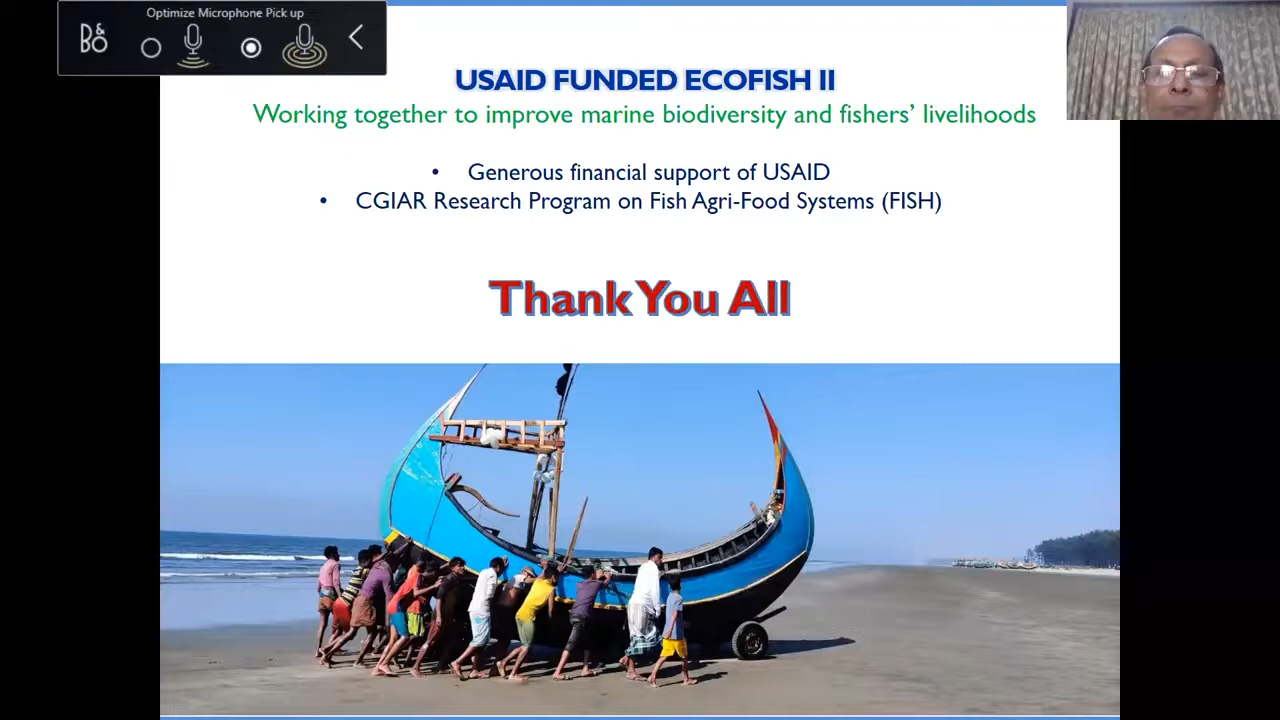 Optimize Microphone Pick up
B&O
USAID FUNDED ECOFISH II
Working together to improve marine biodiversity and fishers’ livelihoods
• Generous financial support of USAID
• CGIAR Research Program on Fish Agri-Food Systems (FISH)
Thank You All